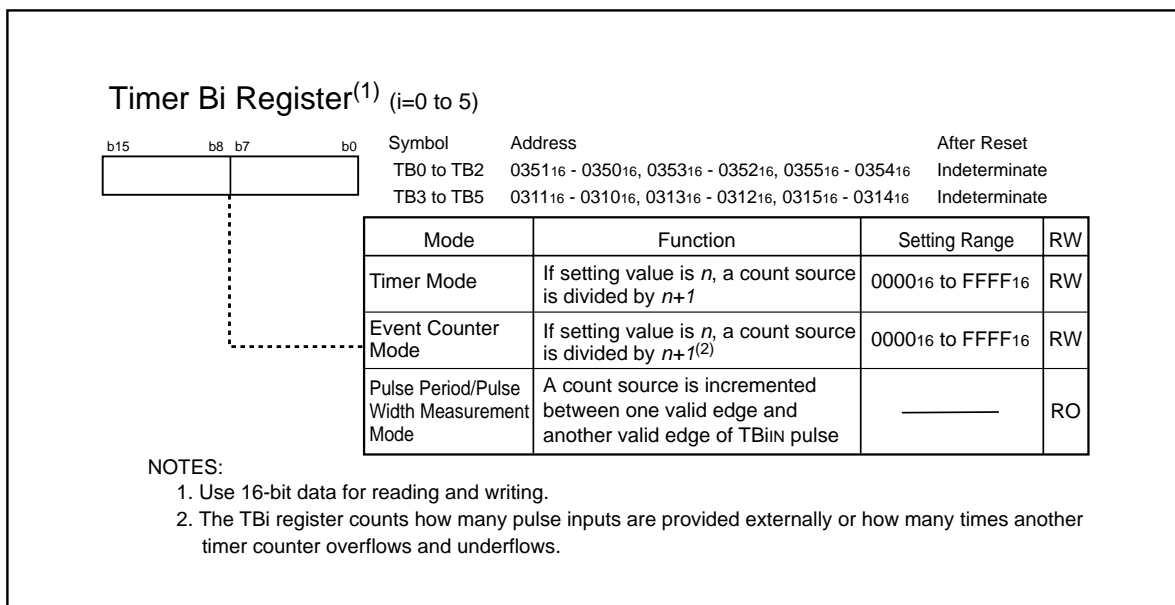 Timer Bi Register(1) (i=0 to 5)
b15 b8 b7 b0
Symbol Address After Reset
TB0 to TB2 035116 - 035016, 035316 - 035216, 035516 - 035416 Indeterminate
TB3 to TB5 031116 - 031016, 031316 - 031216, 031516 - 031416 Indeterminate
Mode Function Setting Range RW
Timer Mode If setting value is n, a count source is divided by n+1 000016 to FFFF16 RW
Event Counter Mode If setting value is n, a count source is divided by n+1(2) 000016 to FFFF16 RW
Pulse Period/Pulse Width Measurement Mode A count source is incremented between one valid edge and another valid edge of TBiIN pulse RO
NOTES:
1. Use 16-bit data for reading and writing.
2. The TBi register counts how many pulse inputs are provided externally or how many times another
timer counter overflows and underflows.